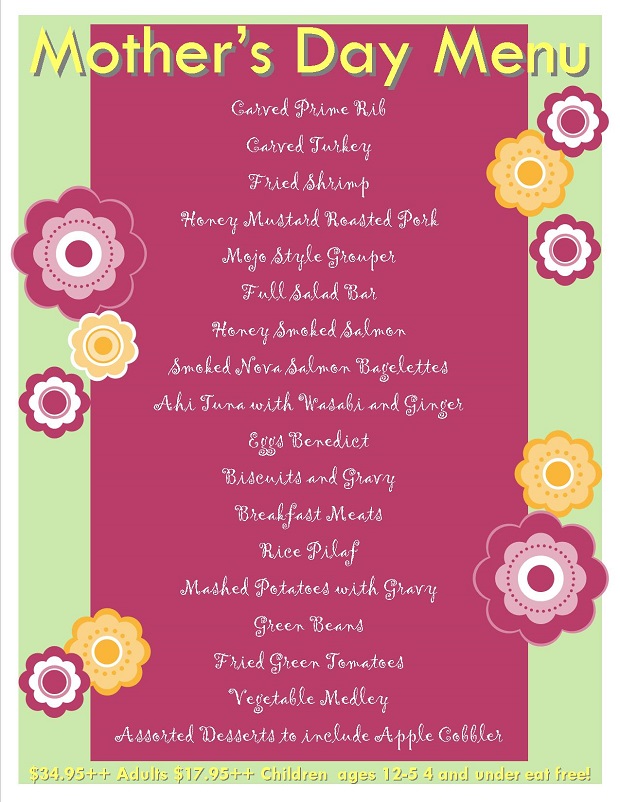 Mother's Day Menu
Carved Prime Rib
Carved Turkey
Fried Shrimp
Honey Mustard Roasted Pork
Mojo Style Grouper
Full Salad Bar
Honey Smoked Salmon
Smoked Nova Salmon Bagelettes
Ahi Tuna with Wasabi and Ginger
Eggs Benedict
Biscuits and Gravy
Breakfast Meats
Rice Pilaf
Mashed Potatoes with Gravy
Green Beans
Fried Green Tomatoes
Vegetable Medley
Assorted Desserts to include Apple Cobbler
$34.95++ Adults $17.95++ Children ages 12-5 4 and under eat free!